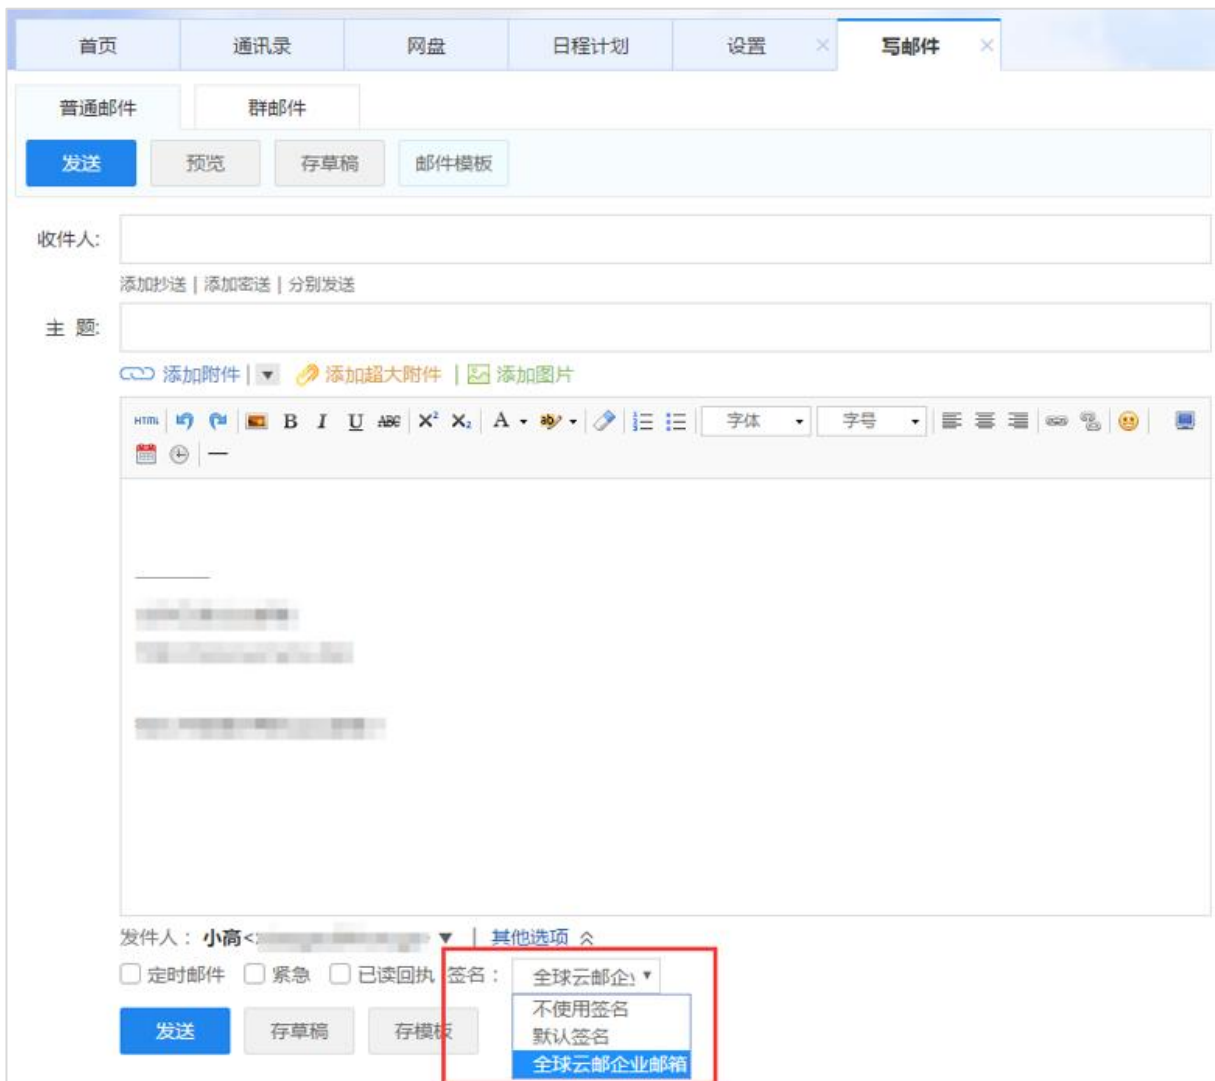 首页 通讯录 网盘 日程计划 设置 × 写邮件 ×
普通邮件 群邮件
发送 预览 存草稿 邮件模板
收件人:
添加抄送 | 添加密送 | 分别发送
主 题:
添加附件 | ▼ 添加超大附件 | 添加图片
HTML B I U ABC X² X₂ A ab 字体 字号
发件人：小高< ▼ | 其他选项
定时邮件 紧急 已读回执 签名： 全球云邮企业
不使用签名
发送 存草稿 存模板 默认签名
全球云邮企业邮箱